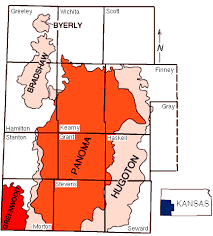 Greeley Wichita Scott
BYERLY
N
BRADSHAW
Finney
Gray
Hamilton Kearny
Stanton Grant Haskell
PANOMA
HUGOTON
GREENWOOD
Stevens
Morton Seward
KANSAS